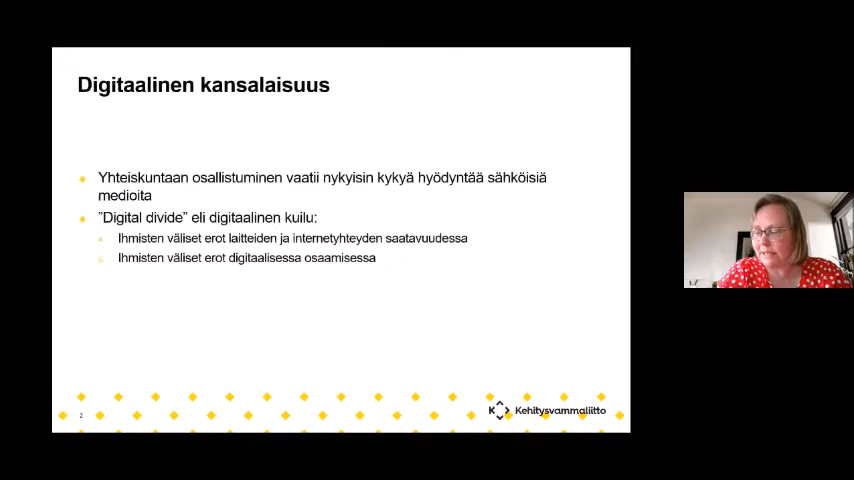 Digitaalinen kansalaisuus
Yhteiskuntaan osallistuminen vaatii nykyisin kykyä hyödyntää sähköisiä
medioita
”Digital divide” eli digitaalinen kuilu:
Ihmisten väliset erot laitteiden ja internetyhteyden saatavuudessa
Ihmisten väliset erot digitaalisessa osaamisessa
2
Kehitysvammaliitto